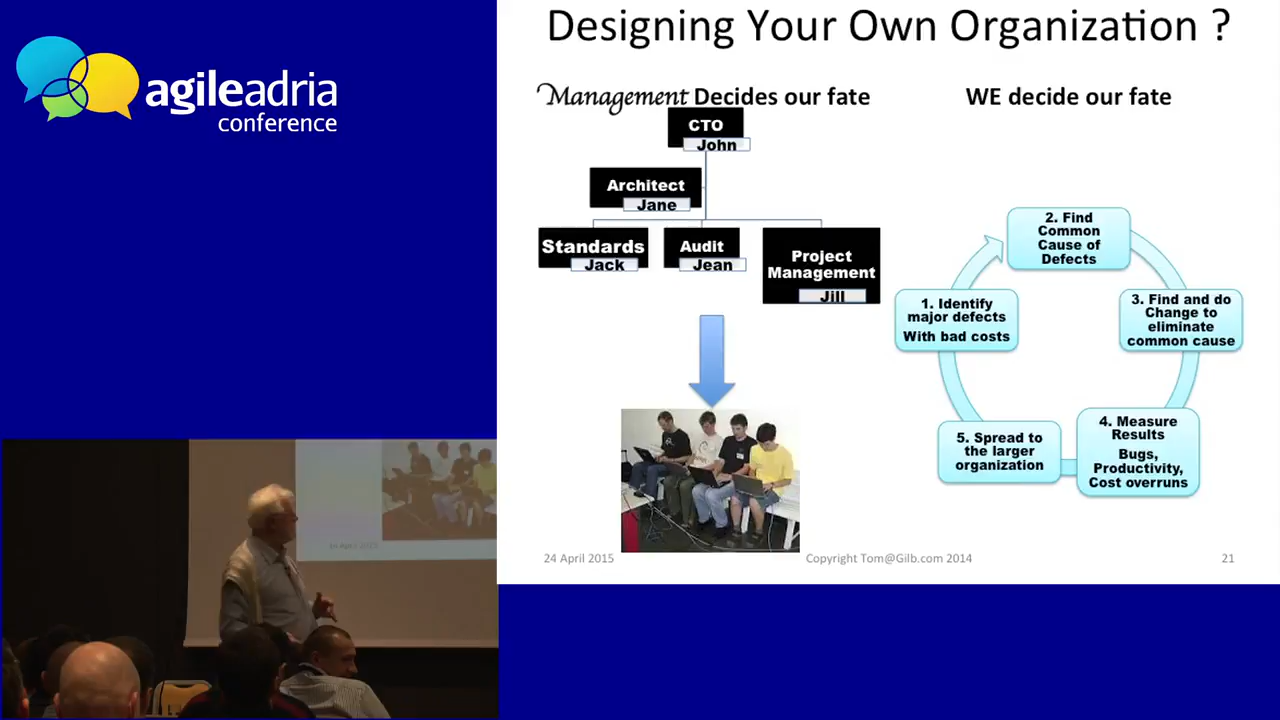 agileadria
conference
Designing Your Own Organization ?
Management Decides our fate
CTO
John
Architect
Jane
Standards
Jack
Audit
Jean
Project
Management
Jill
WE decide our fate
1. Identify
major defects
With bad costs
2. Find
Common
Cause of
Defects
3. Find and do
Change to
eliminate
common cause
4. Measure
Results
Bugs,
Productivity,
Cost overruns
5. Spread to
the larger
organization
24 April 2015
Copyright Tom@Gilb.com 2014
21